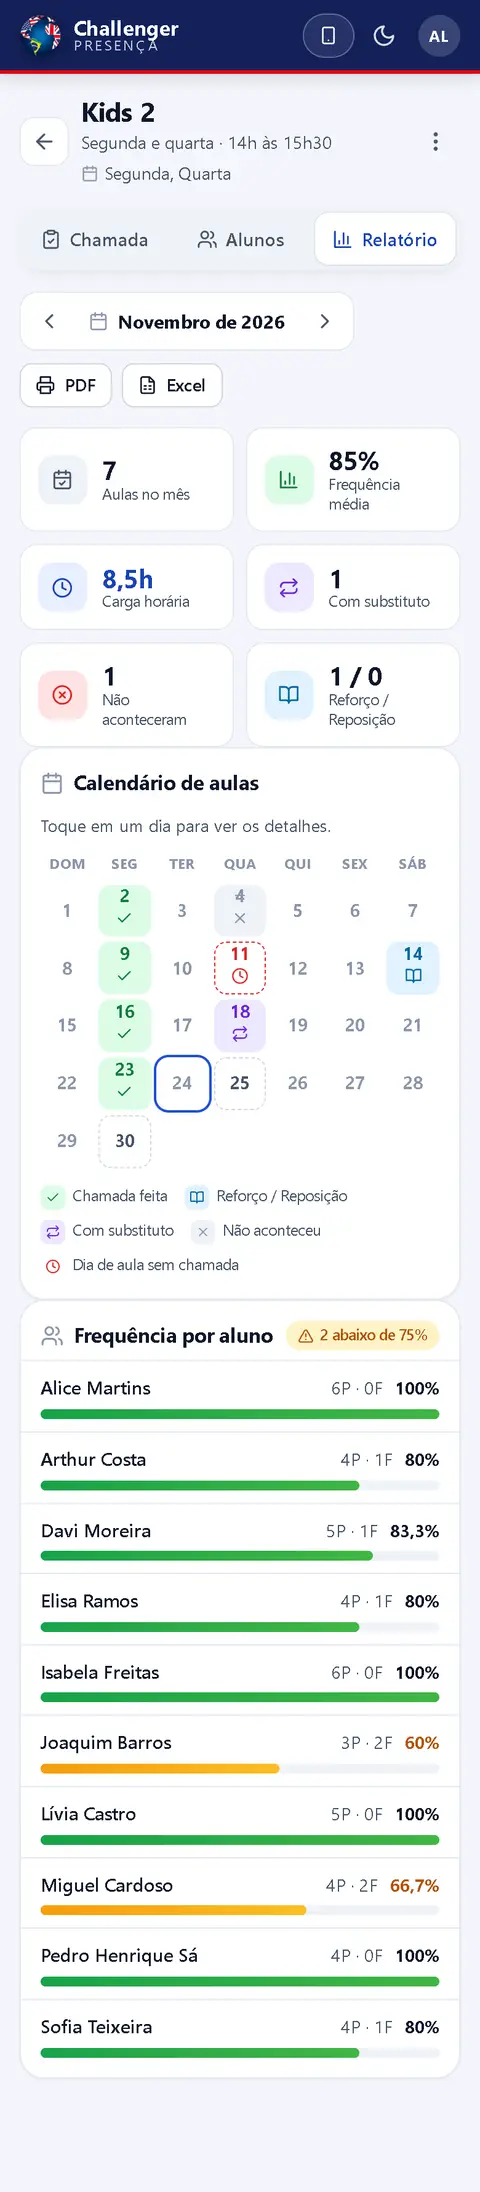 Challenger
PRESENÇA
AL
Kids 2
Segunda e quarta · 14h às 15h30
Segunda, Quarta
Chamada
Alunos
Relatório
Novembro de 2026
PDF
Excel
7
Aulas no mês
85%
Frequência
média
8,5h
Carga horária
1
Com substituto
1
Não
aconteceram
1 / 0
Reforço /
Reposição
Calendário de aulas
Toque em um dia para ver os detalhes.
DOM SEG TER QUA QUI SEX SÁB
1 2 3 4 5 6 7
8 9 10 11 12 13 14
15 16 17 18 19 20 21
22 23 24 25 26 27 28
29 30
Chamada feita
Reforço / Reposição
Com substituto
Não aconteceu
Dia de aula sem chamada
Frequência por aluno
2 abaixo de 75%
Alice Martins 6P · 0F 100%
Arthur Costa 4P · 1F 80%
Davi Moreira 5P · 1F 83,3%
Elisa Ramos 4P · 1F 80%
Isabela Freitas 6P · 0F 100%
Joaquim Barros 3P · 2F 60%
Lívia Castro 5P · 0F 100%
Miguel Cardoso 4P · 2F 66,7%
Pedro Henrique Sá 4P · 0F 100%
Sofia Teixeira 4P · 1F 80%